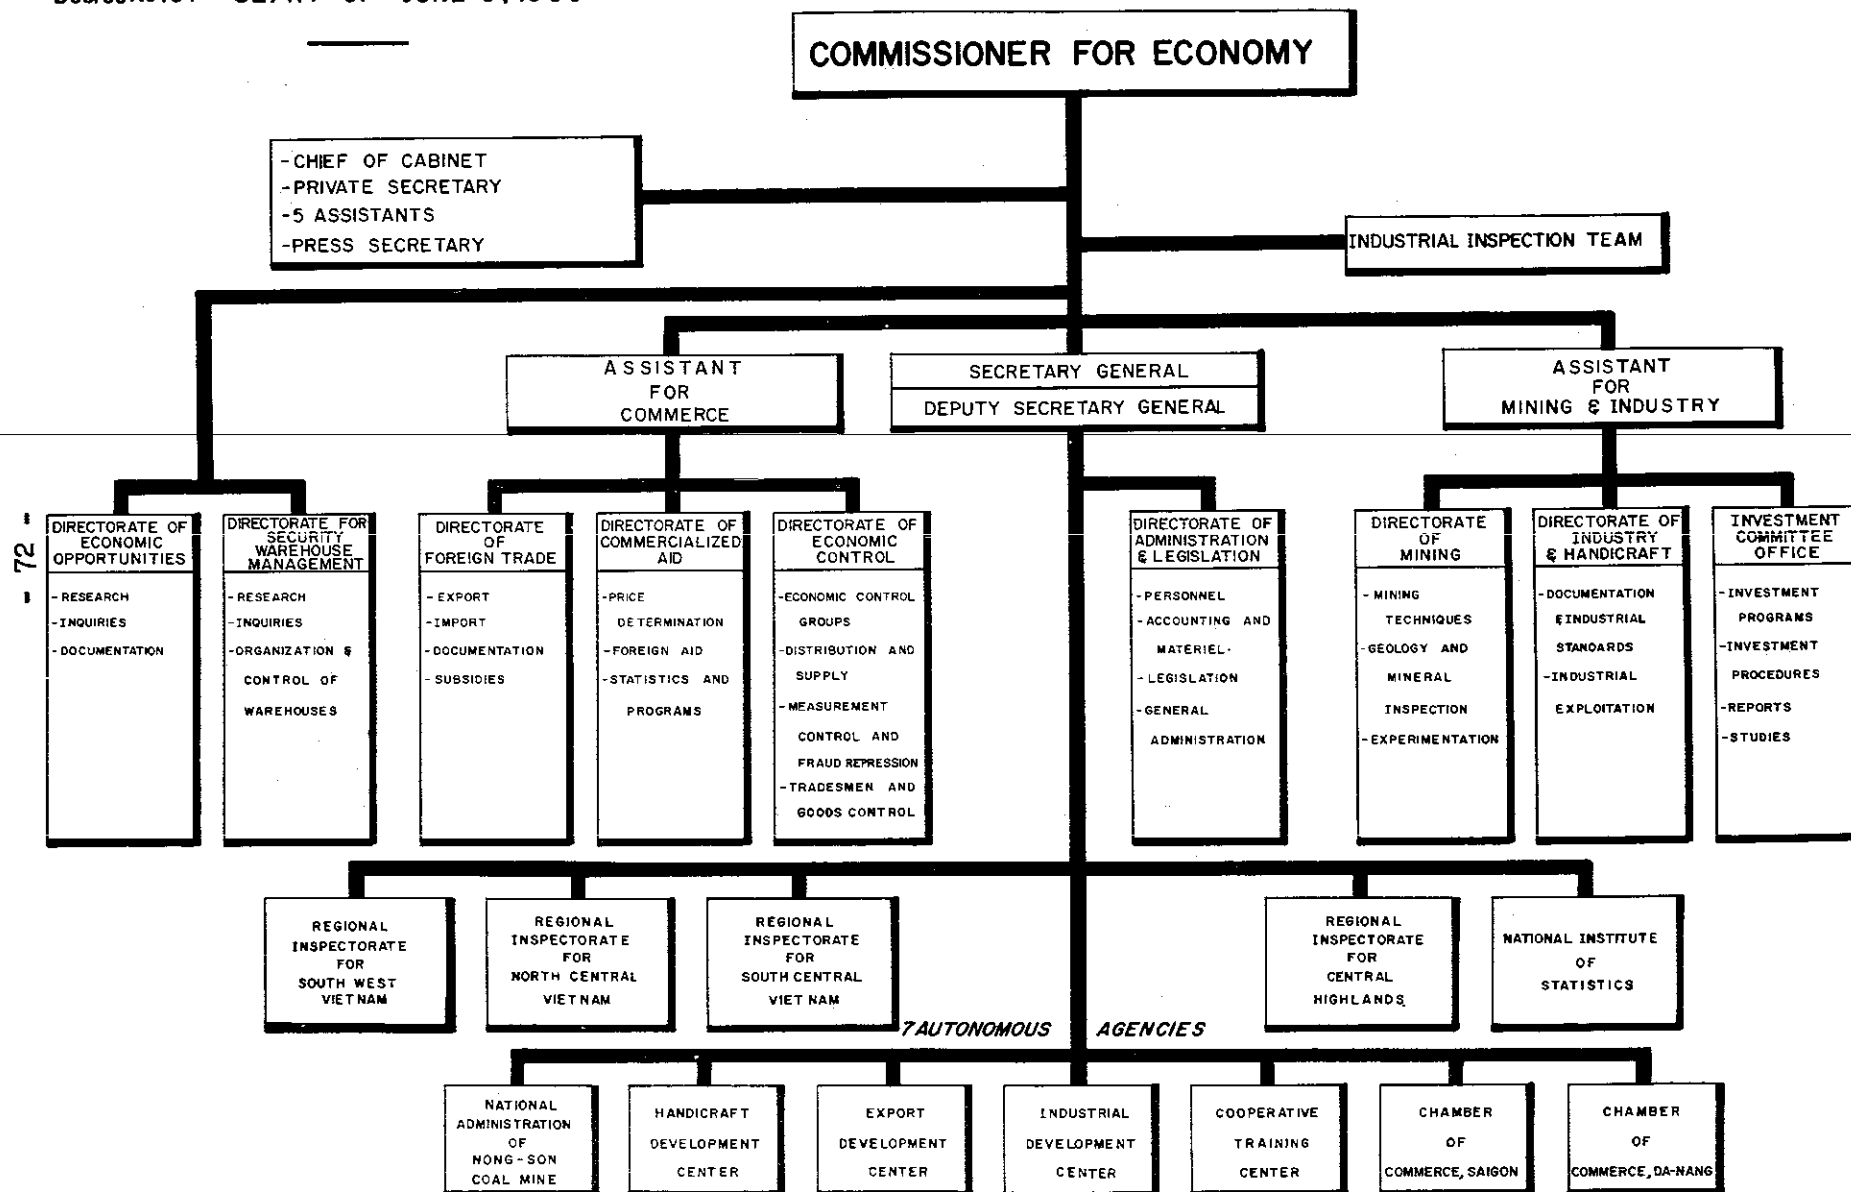 COMMISSIONER FOR ECONOMY
-CHIEF OF CABINET
-PRIVATE SECRETARY
-5 ASSISTANTS
-PRESS SECRETARY
INDUSTRIAL INSPECTION TEAM
ASSISTANT
FOR
COMMERCE
SECRETARY GENERAL
DEPUTY SECRETARY GENERAL
ASSISTANT
FOR
MINING & INDUSTRY
- 72 -
DIRECTORATE OF
ECONOMIC
OPPORTUNITIES
-RESEARCH
-INQUIRIES
-DOCUMENTATION
DIRECTORATE FOR
SECURITY
WAREHOUSE
MANAGEMENT
-RESEARCH
-INQUIRIES
-ORGANIZATION &
CONTROL OF
WAREHOUSES
DIRECTORATE
OF
FOREIGN TRADE
-EXPORT
-IMPORT
-DOCUMENTATION
-SUBSIDIES
DIRECTORATE OF
COMMERCIALIZED
AID
-PRICE
DETERMINATION
-FOREIGN AID
-STATISTICS AND
PROGRAMS
DIRECTORATE OF
ECONOMIC
CONTROL
-ECONOMIC CONTROL
GROUPS
-DISTRIBUTION AND
SUPPLY
-MEASUREMENT
CONTROL AND
FRAUD REPRESSION
-TRADESMEN AND
GOODS CONTROL
DIRECTORATE OF
ADMINISTRATION
& LEGISLATION
-PERSONNEL
-ACCOUNTING AND
MATERIEL.
-LEGISLATION
-GENERAL
ADMINISTRATION
DIRECTORATE
OF
MINING
-MINING
TECHNIQUES
-GEOLOGY AND
MINERAL
INSPECTION
-EXPERIMENTATION
DIRECTORATE OF
INDUSTRY
& HANDICRAFT
-DOCUMENTATION
&INDUSTRIAL
STANDARDS
-INDUSTRIAL
EXPLOITATION
INVESTMENT
COMMITTEE
OFFICE
-INVESTMENT
PROGRAMS
-INVESTMENT
PROCEDURES
-REPORTS
-STUDIES
REGIONAL
INSPECTORATE
FOR
SOUTH WEST
VIET NAM
REGIONAL
INSPECTORATE
FOR
NORTH CENTRAL
VIET NAM
REGIONAL
INSPECTORATE
FOR
SOUTH CENTRAL
VIET NAM
REGIONAL
INSPECTORATE
FOR
CENTRAL
HIGHLANDS
NATIONAL INSTITUTE
OF
STATISTICS
7 AUTONOMOUS AGENCIES
NATIONAL
ADMINISTRATION
OF
NONG-SON
COAL MINE
HANDICRAFT
DEVELOPMENT
CENTER
EXPORT
DEVELOPMENT
CENTER
INDUSTRIAL
DEVELOPMENT
CENTER
COOPERATIVE
TRAINING
CENTER
CHAMBER
OF
COMMERCE, SAIGON
CHAMBER
OF
COMMERCE, DA-NANG